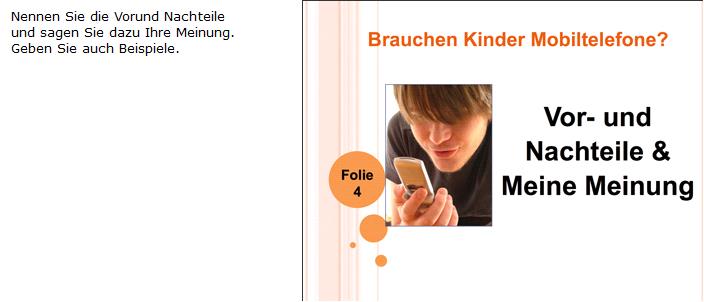 Nennen Sie die Vorund Nachteile
und sagen Sie dazu Ihre Meinung.
Geben Sie auch Beispiele.
Brauchen Kinder Mobiltelefone?
Vor- und
Nachteile &
Meine Meinung
Folie
4